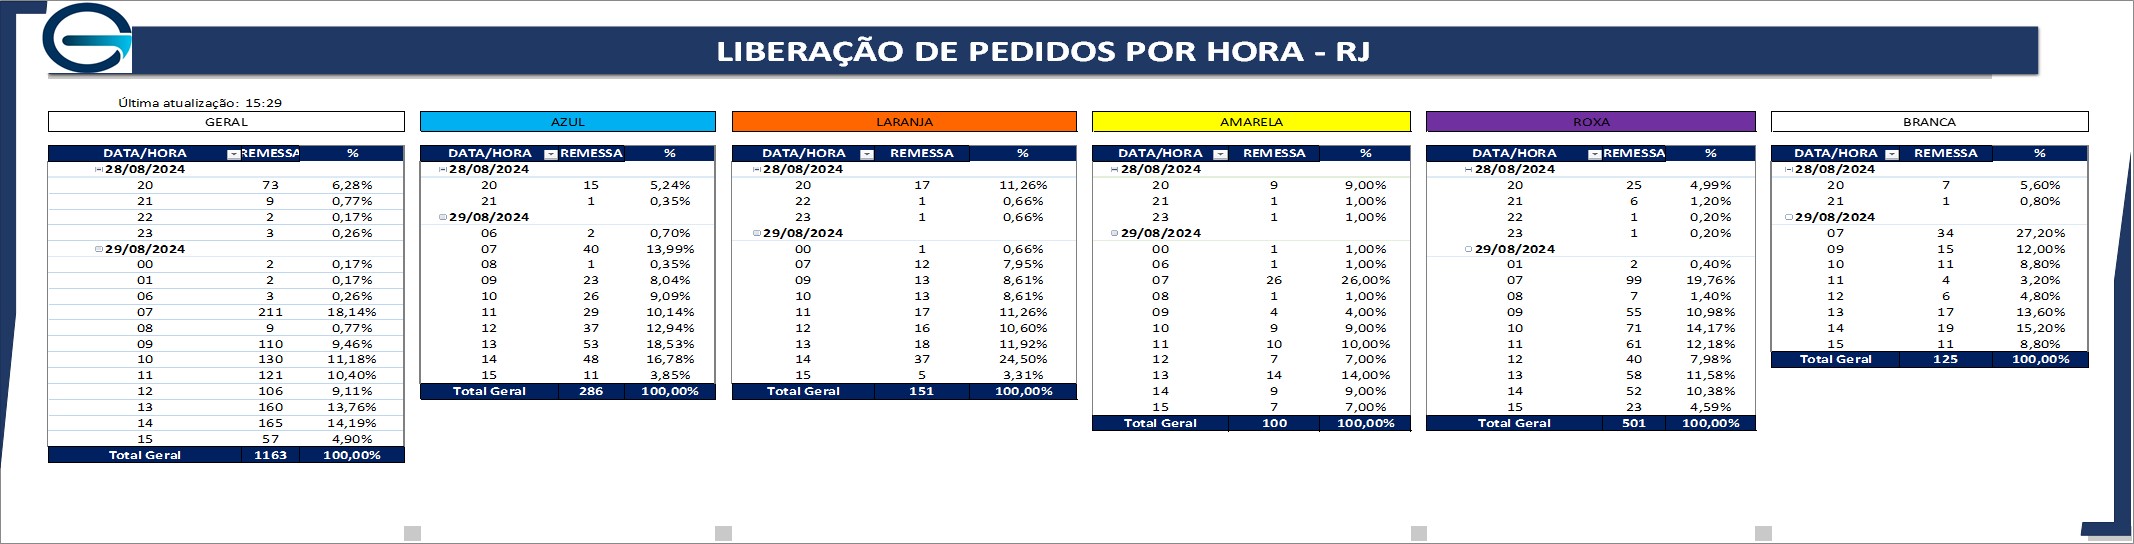 LIBERAÇÃO DE PEDIDOS POR HORA - RJ
Última atualização: 15:29
GERAL
DATA/HORA REMESSA %
28/08/2024
20 73 6,28%
21 9 0,77%
22 2 0,17%
23 3 0,26%
29/08/2024
00 2 0,17%
01 2 0,17%
06 3 0,26%
07 211 18,14%
08 9 0,77%
09 110 9,46%
10 130 11,18%
11 121 10,40%
12 106 9,11%
13 160 13,76%
14 165 14,19%
15 57 4,90%
Total Geral 1163 100,00%
AZUL
DATA/HORA REMESSA %
28/08/2024
20 15 5,24%
21 1 0,35%
29/08/2024
06 2 0,70%
07 40 13,99%
08 1 0,35%
09 23 8,04%
10 26 9,09%
11 29 10,14%
12 37 12,94%
13 53 18,53%
14 48 16,78%
15 11 3,85%
Total Geral 286 100,00%
LARANJA
DATA/HORA REMESSA %
28/08/2024
20 17 11,26%
22 1 0,66%
23 1 0,66%
29/08/2024
00 1 0,66%
07 12 7,95%
09 13 8,61%
10 13 8,61%
11 17 11,26%
12 16 10,60%
13 18 11,92%
14 37 24,50%
15 5 3,31%
Total Geral 151 100,00%
AMARELA
DATA/HORA REMESSA %
28/08/2024
20 9 9,00%
21 1 1,00%
23 1 1,00%
29/08/2024
00 1 1,00%
06 1 1,00%
07 26 26,00%
08 1 1,00%
09 4 4,00%
10 9 9,00%
11 10 10,00%
12 7 7,00%
13 14 14,00%
14 9 9,00%
15 7 7,00%
Total Geral 100 100,00%
ROXA
DATA/HORA REMESSA %
28/08/2024
20 25 4,99%
21 6 1,20%
22 1 0,20%
23 1 0,20%
29/08/2024
01 2 0,40%
07 99 19,76%
08 7 1,40%
09 55 10,98%
10 71 14,17%
11 61 12,18%
12 40 7,98%
13 58 11,58%
14 52 10,38%
15 23 4,59%
Total Geral 501 100,00%
BRANCA
DATA/HORA REMESSA %
28/08/2024
20 7 5,60%
21 1 0,80%
29/08/2024
07 34 27,20%
09 15 12,00%
10 11 8,80%
11 4 3,20%
12 6 4,80%
13 17 13,60%
14 19 15,20%
15 11 8,80%
Total Geral 125 100,00%